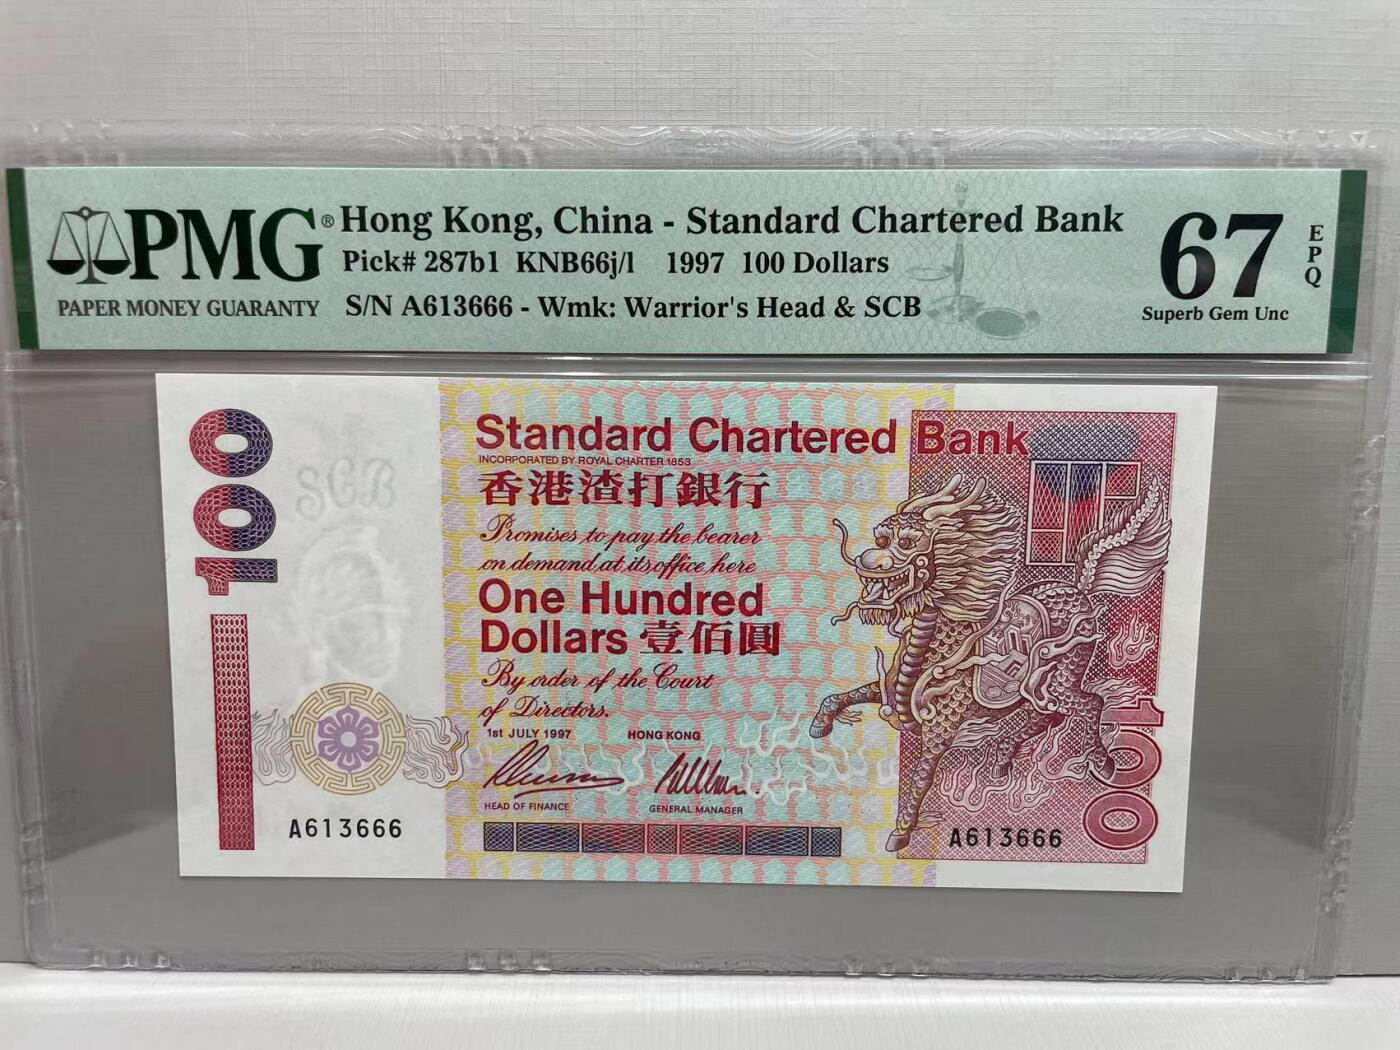 PMG®
PAPER MONEY GUARANTY
Hong Kong, China - Standard Chartered Bank
Pick# 287b1 KNB66j/l 1997 100 Dollars
S/N A613666 - Wmk: Warrior's Head & SCB
67
EPQ
Superb Gem Unc
100
SCB
Standard Chartered Bank
INCORPORATED BY ROYAL CHARTER 1853
香港渣打銀行
Promises to pay the bearer
on demand at its office here
One Hundred
Dollars 壹佰圓
By order of the Court
of Directors.
1st JULY 1997 HONG KONG
HEAD OF FINANCE GENERAL MANAGER
A613666
A613666
100